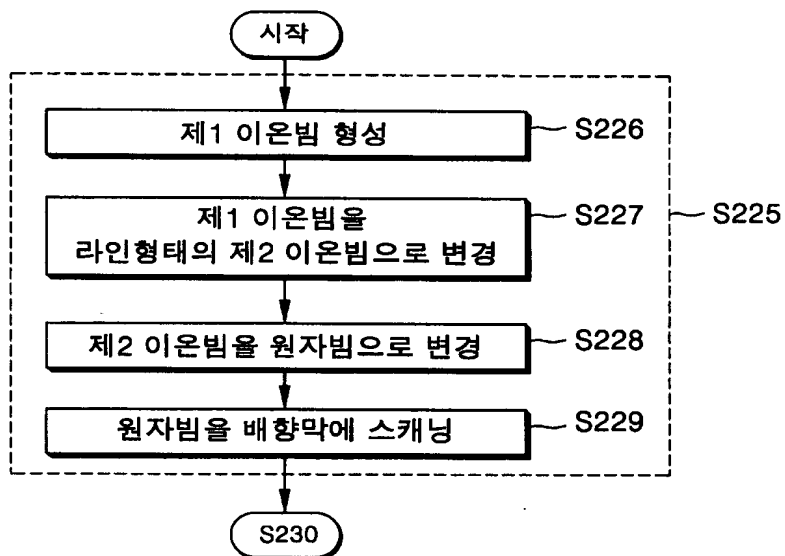 시작
제1 이온빔 형성
S226
제1 이온빔을
라인형태의 제2 이온빔으로 변경
S227
S225
제2 이온빔을 원자빔으로 변경
S228
원자빔을 배향막에 스캐닝
S229
S230